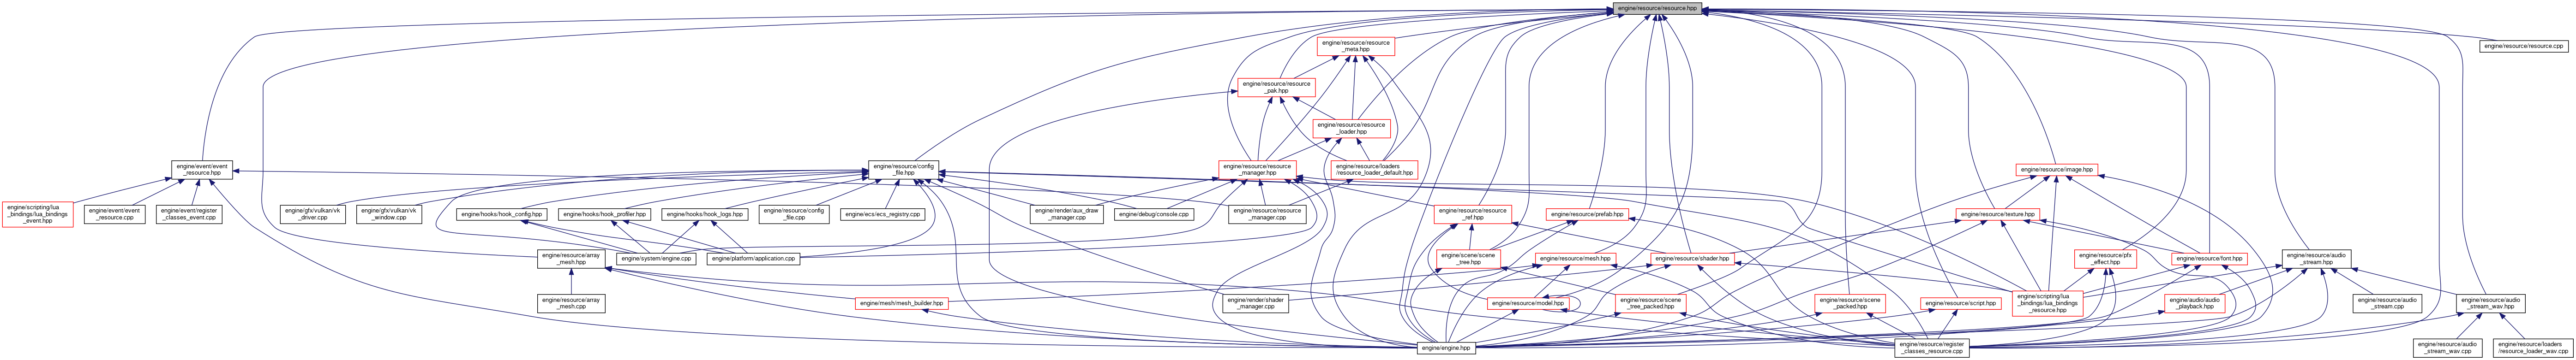 engine/resource/resource.hpp
engine/resource/resource
_meta.hpp
engine/resource/resource.cpp
engine/resource/resource
_pak.hpp
engine/resource/resource
_loader.hpp
engine/event/event
_resource.hpp
engine/resource/config
_file.hpp
engine/resource/resource
_manager.hpp
engine/resource/loaders
/resource_loader_default.hpp
engine/resource/image.hpp
engine/scripting/lua
_bindings/lua_bindings
_event.hpp
engine/event/event
_resource.cpp
engine/event/register
_classes_event.cpp
engine/gfx/vulkan/vk
_driver.cpp
engine/gfx/vulkan/vk
_window.cpp
engine/hooks/hook_config.hpp
engine/hooks/hook_profiler.hpp
engine/hooks/hook_logs.hpp
engine/resource/config
_file.cpp
engine/ecs/ecs_registry.cpp
engine/render/aux_draw
_manager.cpp
engine/debug/console.cpp
engine/resource/resource
_manager.cpp
engine/resource/resource
_ref.hpp
engine/resource/prefab.hpp
engine/resource/texture.hpp
engine/resource/array
_mesh.hpp
engine/system/engine.cpp
engine/platform/application.cpp
engine/scene/scene
_tree.hpp
engine/resource/mesh.hpp
engine/resource/shader.hpp
engine/resource/pfx
_effect.hpp
engine/resource/font.hpp
engine/resource/audio
_stream.hpp
engine/resource/array
_mesh.cpp
engine/mesh/mesh_builder.hpp
engine/render/shader
_manager.cpp
engine/resource/model.hpp
engine/resource/scene
_tree_packed.hpp
engine/resource/scene
_packed.hpp
engine/resource/script.hpp
engine/scripting/lua
_bindings/lua_bindings
_resource.hpp
engine/audio/audio
_playback.hpp
engine/resource/audio
_stream.cpp
engine/resource/audio
_stream_wav.hpp
engine/engine.hpp
engine/resource/register
_classes_resource.cpp
engine/resource/audio
_stream_wav.cpp
engine/resource/loaders
/resource_loader_wav.cpp